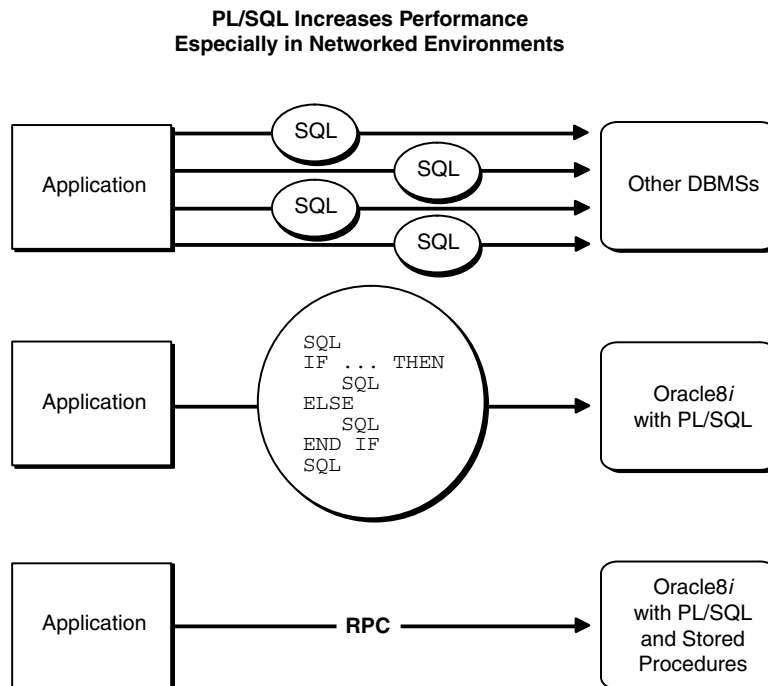 PL/SQL Increases Performance
Especially in Networked Environments
Application
SQL
SQL
SQL
SQL
Other DBMSs
Application
SQL
IF ... THEN
SQL
ELSE
SQL
END IF
SQL
Oracle8i
with PL/SQL
Application
RPC
Oracle8i
with PL/SQL
and Stored
Procedures